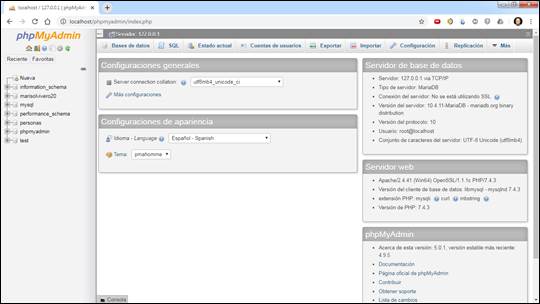 localhost / 127.0.0.1 |
localhost/phpmyadmin/index.php
phpMyAdmin
Reciente Favoritas
Nueva
information_schema
marisolvivero20
mysql
performance_schema
personas
phpmyadmin
test
Servidor: 127.0.0.1
Bases de datos SQL Estado actual Cuentas de usuarios Exportar Importar Configuración Replicación Más
Configuraciones generales
Server connection collation: utf8mb4_unicode_ci
Más configuraciones
Configuraciones de apariencia
Idioma - Language Español - Spanish
Tema: pmahomme
Servidor de base de datos
Servidor: 127.0.0.1 via TCP/IP
Tipo de servidor: MariaDB
Conexión del servidor: No se está utilizando SSL
Versión del servidor: 10.4.11-MariaDB - mariadb.org binary
distribution
Versión del protocolo: 10
Usuario: root@localhost
Conjunto de caracteres del servidor: UTF-8 Unicode (utf8mb4)
Servidor web
Apache/2.4.41 (Win64) OpenSSL/1.1.1c PHP/7.4.3
Versión del cliente de base de datos: libmysql - mysqlnd 7.4.3
extensión PHP: mysqli curl mbstring
Versión de PHP: 7.4.3
phpMyAdmin
Acerca de esta versión: 5.0.1, versión estable más reciente:
4.9.5
Documentación
Página oficial de phpMyAdmin
Contribuir
Obtener soporte
Lista de cambios
Consola